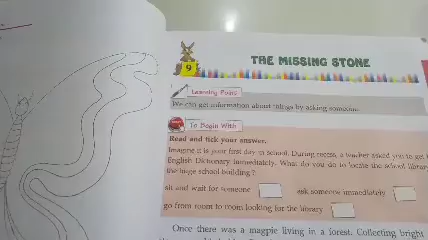 9
THE MISSING STONE
Learning Point
We can get information about things by asking someone.
To Begin With
Read and tick your answer.
Imagine it is your first day in school. During recess, a teacher asked you to get
English Dictionary immediately. What do you do to locate the school
the huge school building ?
sit and wait for someone
ask someone immediately
go from room to room looking for the library
Once there was a magpie living in a forest. Collecting bright